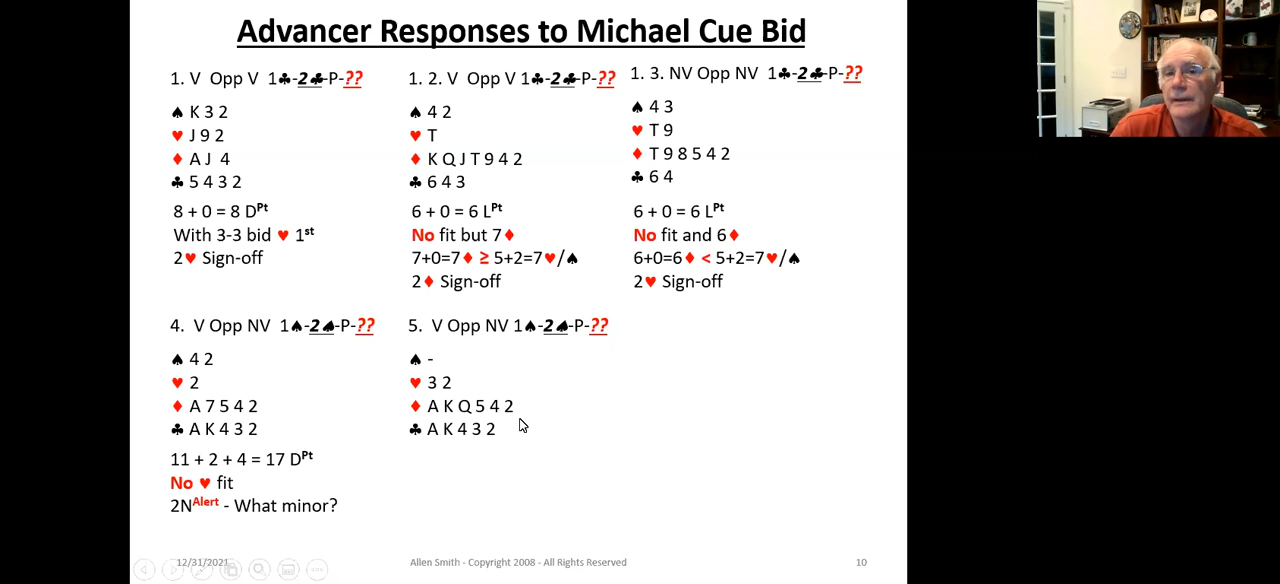 Advancer Responses to Michael Cue Bid
1. V Opp V 1♣-2♣-P-??
♠ K 3 2
♥ J 9 2
♦ A J 4
♣ 5 4 3 2
8 + 0 = 8 DPt
With 3-3 bid ♥ 1st
2♥ Sign-off
1. 2. V Opp V 1♣-2♣-P-??
♠ 4 2
♥ T
♦ K Q J T 9 4 2
♣ 6 4 3
6 + 0 = 6 LPt
No fit but 7♦
7+0=7♦ ≥ 5+2=7♥/♠
2♦ Sign-off
1. 3. NV Opp NV 1♣-2♣-P-??
♠ 4 3
♥ T 9
♦ T 9 8 5 4 2
♣ 6 4
6 + 0 = 6 LPt
No fit and 6♦
6+0=6♦ < 5+2=7♥/♠
2♥ Sign-off
4. V Opp NV 1♠-2♠-P-??
♠ 4 2
♥ 2
♦ A 7 5 4 2
♣ A K 4 3 2
11 + 2 + 4 = 17 DPt
No ♥ fit
2NAlert - What minor?
5. V Opp NV 1♠-2♠-P-??
♠ -
♥ 3 2
♦ A K Q 5 4 2
♣ A K 4 3 2
12/31/2021
Allen Smith - Copyright 2008 - All Rights Reserved
10